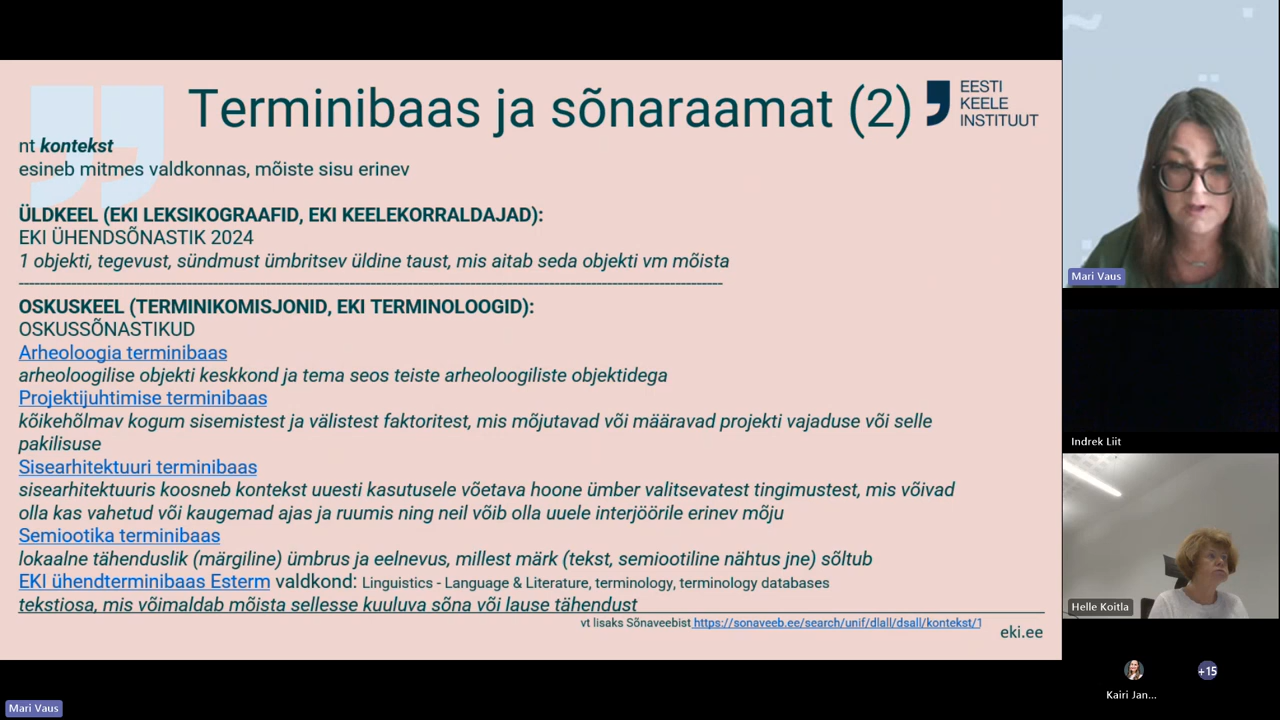 Terminibaas ja sõnaraamat (2)
EESTI
KEELE
INSTITUUT
nt kontekst
esineb mitmes valdkonnas, mõiste sisu erinev
ÜLDKEEL (EKI LEKSIKOGRAAFID, EKI KEELEKORRALDAJAD):
EKI ÜHENDSÕNASTIK 2024
1 objekti, tegevust, sündmust ümbritsev üldine taust, mis aitab seda objekti vm mõista
OSKUSKEEL (TERMINIKOMISJONID, EKI TERMINOLOOGID):
OSKUSSÕNASTIKUD
Arheoloogia terminibaas
arheoloogilise objekti keskkond ja tema seos teiste arheoloogiliste objektidega
Projektijuhtimise terminibaas
kõikehõlmav kogum sisemistest ja välistest faktoritest, mis mõjutavad või määravad projekti vajaduse või selle
pakilisuse
Sisearhitektuuri terminibaas
sisearhitektuuris koosneb kontekst uuesti kasutusele võetava hoone ümber valitsevatest tingimustest, mis võivad
olla kas vahetud või kaugemad ajas ja ruumis ning neil võib olla uuele interjöörile erinev mõju
Semiootika terminibaas
lokaalne tähenduslik (märgiline) ümbrus ja eelnevus, millest märk (tekst, semiootiline nähtus jne) sõltub
EKI ühendterminibaas Esterm valdkond: Linguistics - Language & Literature, terminology, terminology databases
tekstiosa, mis võimaldab mõista sellesse kuuluva sõna või lause tähendust
vt lisaks Sõnaveebist https://sonaveeb.ee/search/unif/dlall/dsall/kontekst/1
eki.ee
Mari Vaus
Mari Vaus
Indrek Liit
Helle Koitla
Kairi Jan...
+15